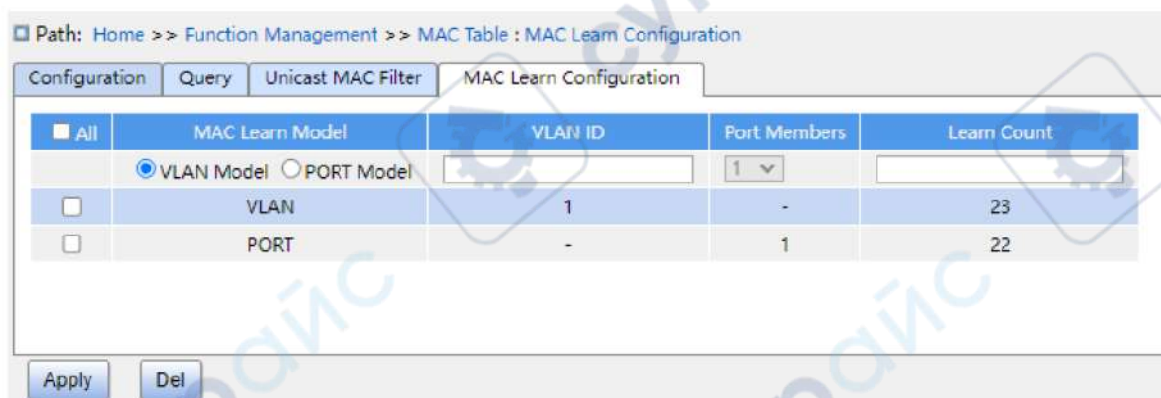 Path: Home >> Function Management >> MAC Table : MAC Learn Configuration
Configuration Query Unicast MAC Filter MAC Learn Configuration
All MAC Learn Model VLAN ID Port Members Learn Count
VLAN Model PORT Model 1
VLAN 1 - 23
PORT - 1 22
Apply Del